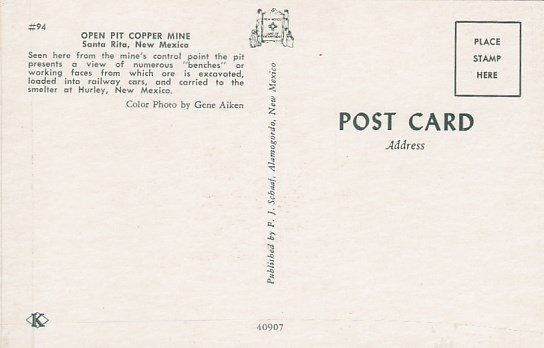 #94
OPEN PIT COPPER MINE
Santa Rita, New Mexico
Seen here from the mine's control point the pit
presents a view of numerous "benches" or
working faces from which ore is excavated,
loaded into railway cars, and carried to the
smelter at Hurley, New Mexico.
Color Photo by Gene Aiken
Published by F. J. Schaaf, Alamogordo, New Mexico
PLACE
STAMP
HERE
POST CARD
Address
K
40907